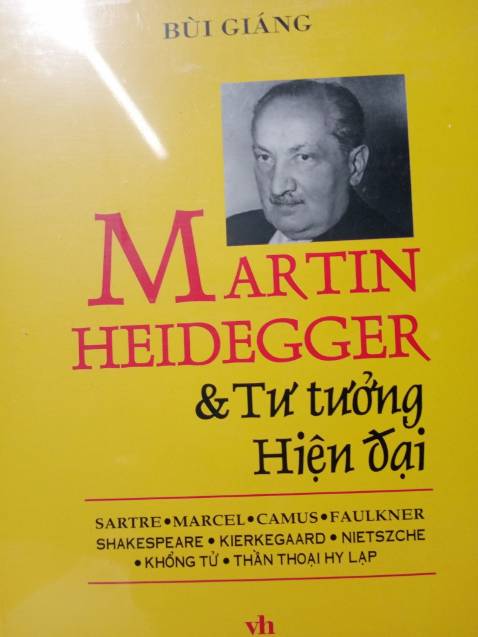 BÙI GIÁNG
MARTIN
HEIDEGGER
& Tư tưởng
Hiện đại
SARTRE • MARCEL • CAMUS • FAULKNER
SHAKESPEARE • KIERKEGAARD • NIETSZCHE
• KHỔNG TỬ • THẦN THOẠI HY LẠP
vh